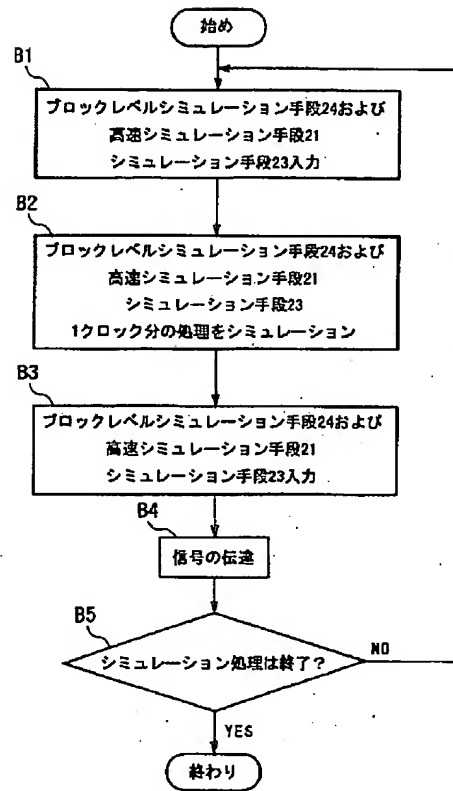 始め
B1
ブロックレベルシミュレーション手段24および
高速シミュレーション手段21
シミュレーション手段23入力
B2
ブロックレベルシミュレーション手段24および
高速シミュレーション手段21
シミュレーション手段23
1クロック分の処理をシミュレーション
B3
ブロックレベルシミュレーション手段24および
高速シミュレーション手段21
シミュレーション手段23入力
B4
信号の伝達
B5
シミュレーション処理は終了?
NO
YES
終わり